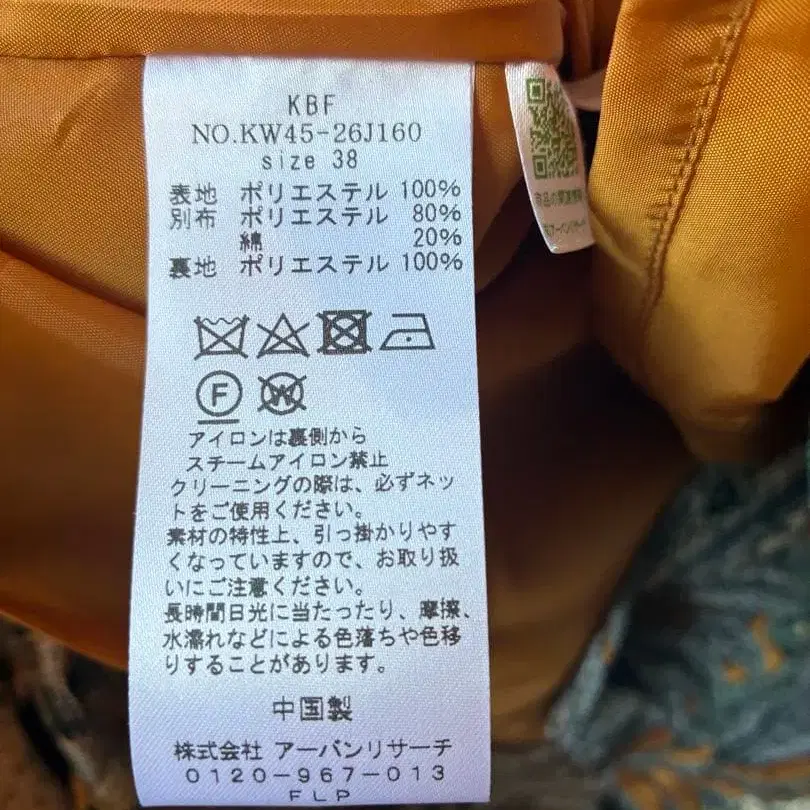 KBF
NO.KW45-26J160
size 38
表地 ポリエステル 100%
別布 ポリエステル 80%
綿 20%
裏地 ポリエステル 100%
F W
アイロンは裏側から
スチームアイロン禁止
クリーニングの際は、必ずネッ
トをご使用ください。
素材の特性上、引っ掛かりやす
くなっていますので、お取り扱
いにご注意ください。
長時間日光に当たったり、摩擦、
水濡れなどによる色落ちや色移
りすることがあります。
中国製
株式会社 アーバンリサーチ
0120-967-013
FLP